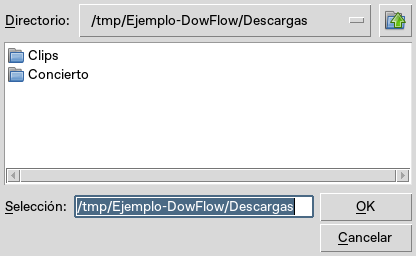 Directorio: /tmp/Ejemplo-DowFlow/Descargas
Clips
Concierto
Selección: /tmp/Ejemplo-DowFlow/Descargas OK
Cancelar